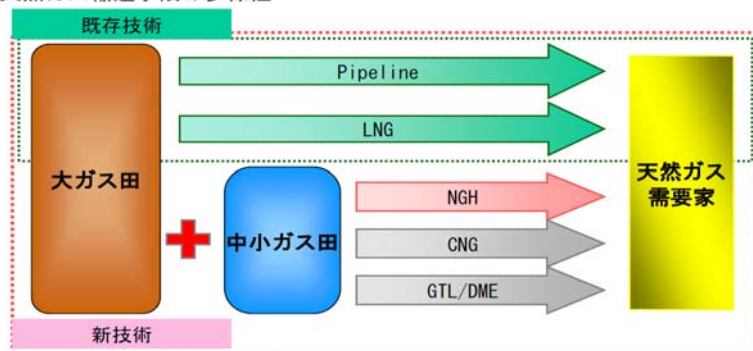 既存技術
Pipeline
LNG
大ガス田
天然ガス
需要家
NGH
中小ガス田
CNG
GTL/DME
新技術